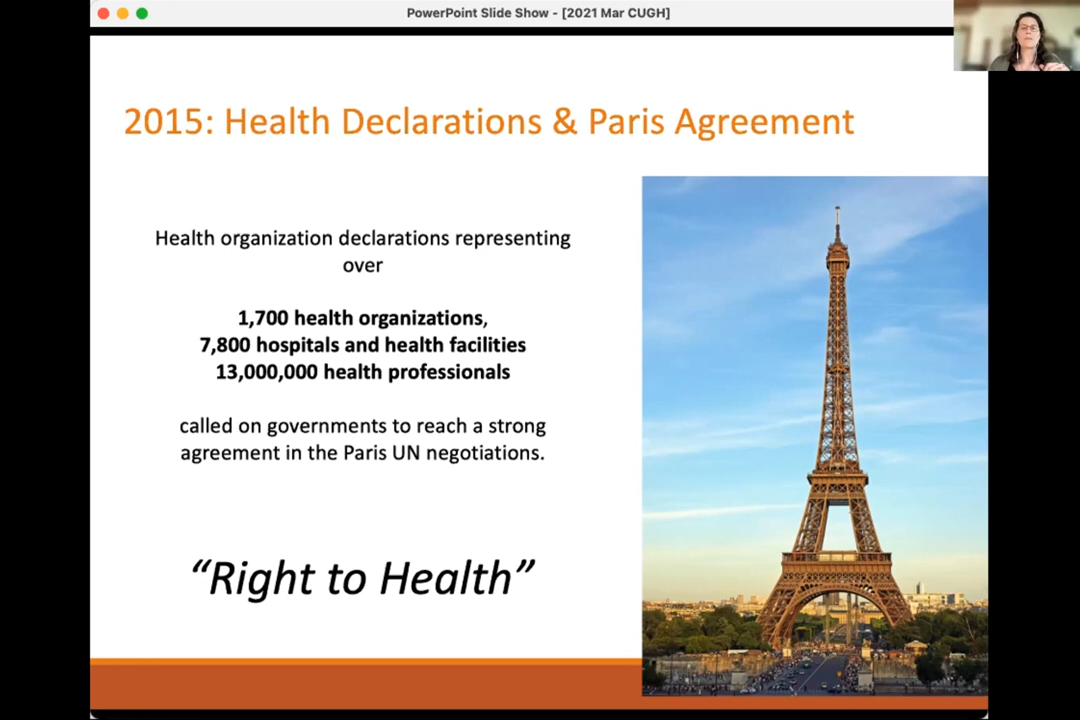 PowerPoint Slide Show - [2021 Mar CUGH]
2015: Health Declarations & Paris Agreement
Health organization declarations representing
over
1,700 health organizations,
7,800 hospitals and health facilities
13,000,000 health professionals
called on governments to reach a strong
agreement in the Paris UN negotiations.
“Right to Health”